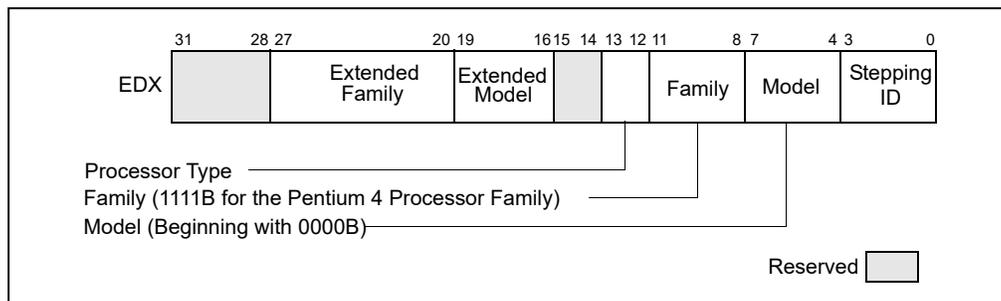 31 28 27 20 19 16 15 14 13 12 11 8 7 4 3 0
EDX
Extended Family
Extended Model
Family
Model
Stepping ID
Processor Type
Family (1111B for the Pentium 4 Processor Family)
Model (Beginning with 0000B)
Reserved